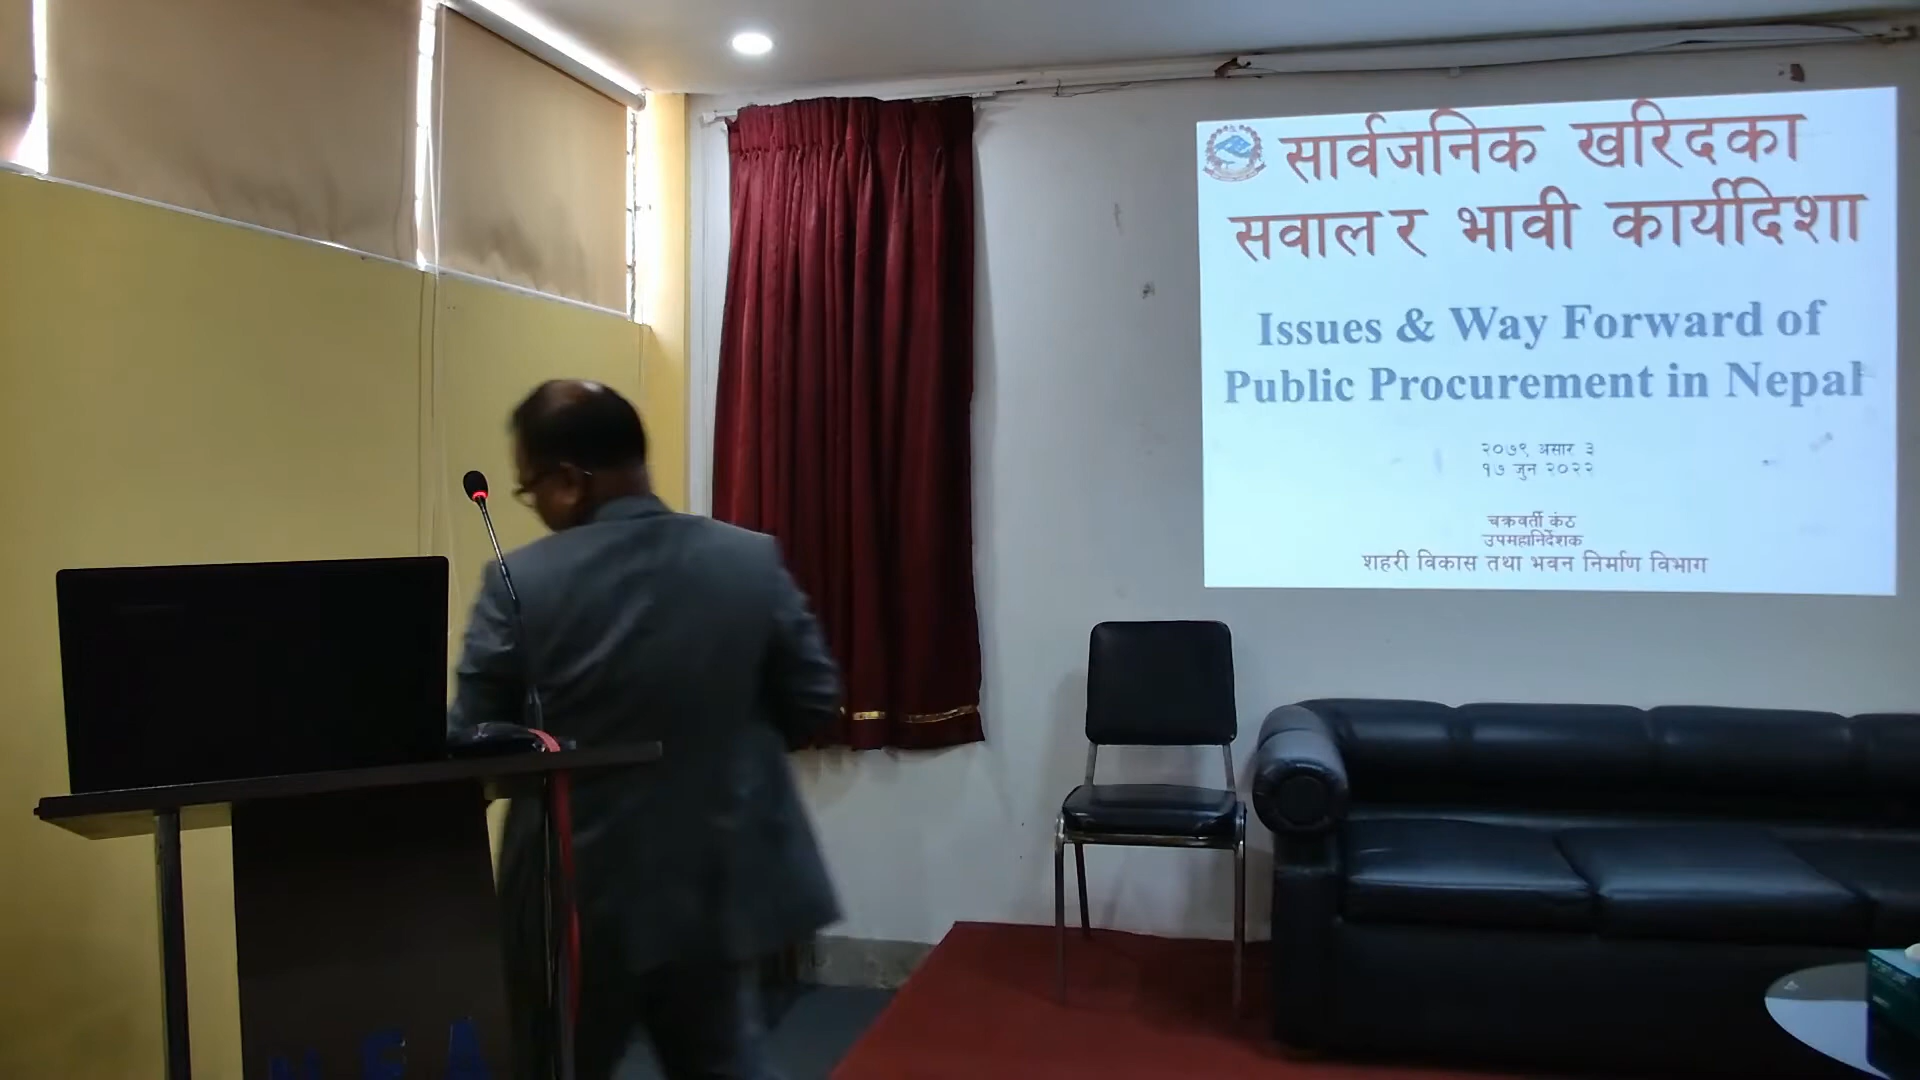 सार्वजनिक खरिदका
सवाल र भावी कार्यदिशा
Issues & Way Forward of
Public Procurement in Nepal
२०७९ असार ३
१७ जुन २०२२
चक्रवर्ती कंठ
उपमहानिर्देशक
शहरी विकास तथा भवन निर्माण विभाग